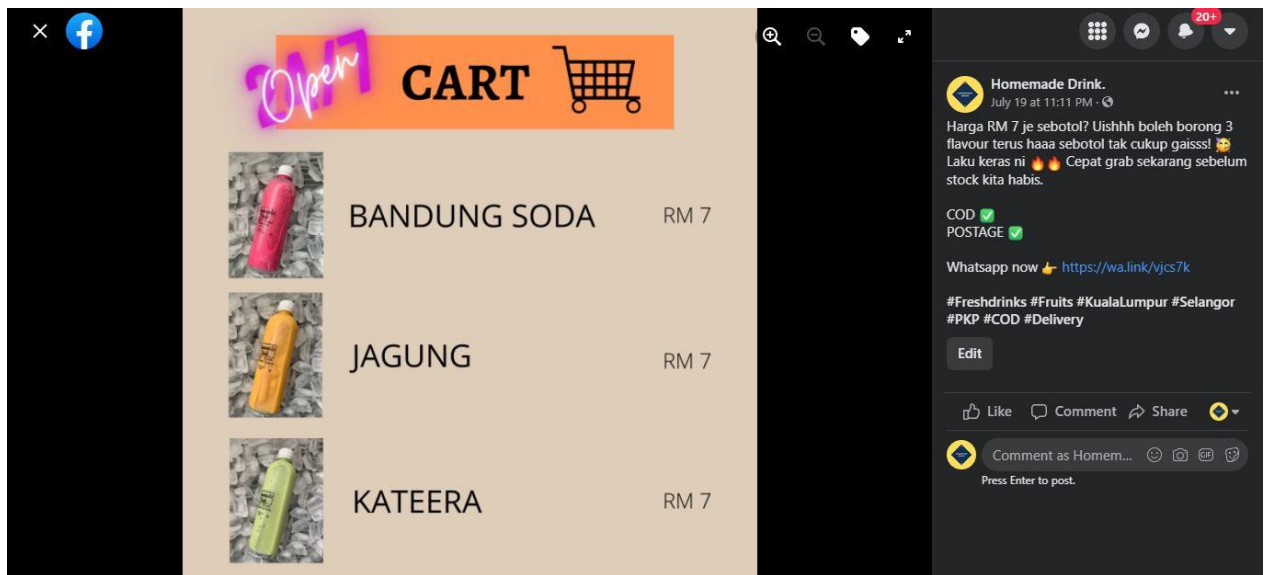 24/7
Open
CART
BANDUNG SODA RM 7
JAGUNG RM 7
KATEERA RM 7
20+
Homemade Drink.
July 19 at 11:11 PM ·
Harga RM 7 je sebotol? Uishhh boleh borong 3
flavour terus haaa sebotol tak cukup gaisss! 🥰
Laku keras ni 🔥🔥 Cepat grab sekarang sebelum
stock kita habis.
COD ✅
POSTAGE ✅
Whatsapp now 👉 https://wa.link/vjcs7k
#Freshdrinks #Fruits #KualaLumpur #Selangor
#PKP #COD #Delivery
Edit
Like Comment Share
Comment as Homem... GIF
Press Enter to post.